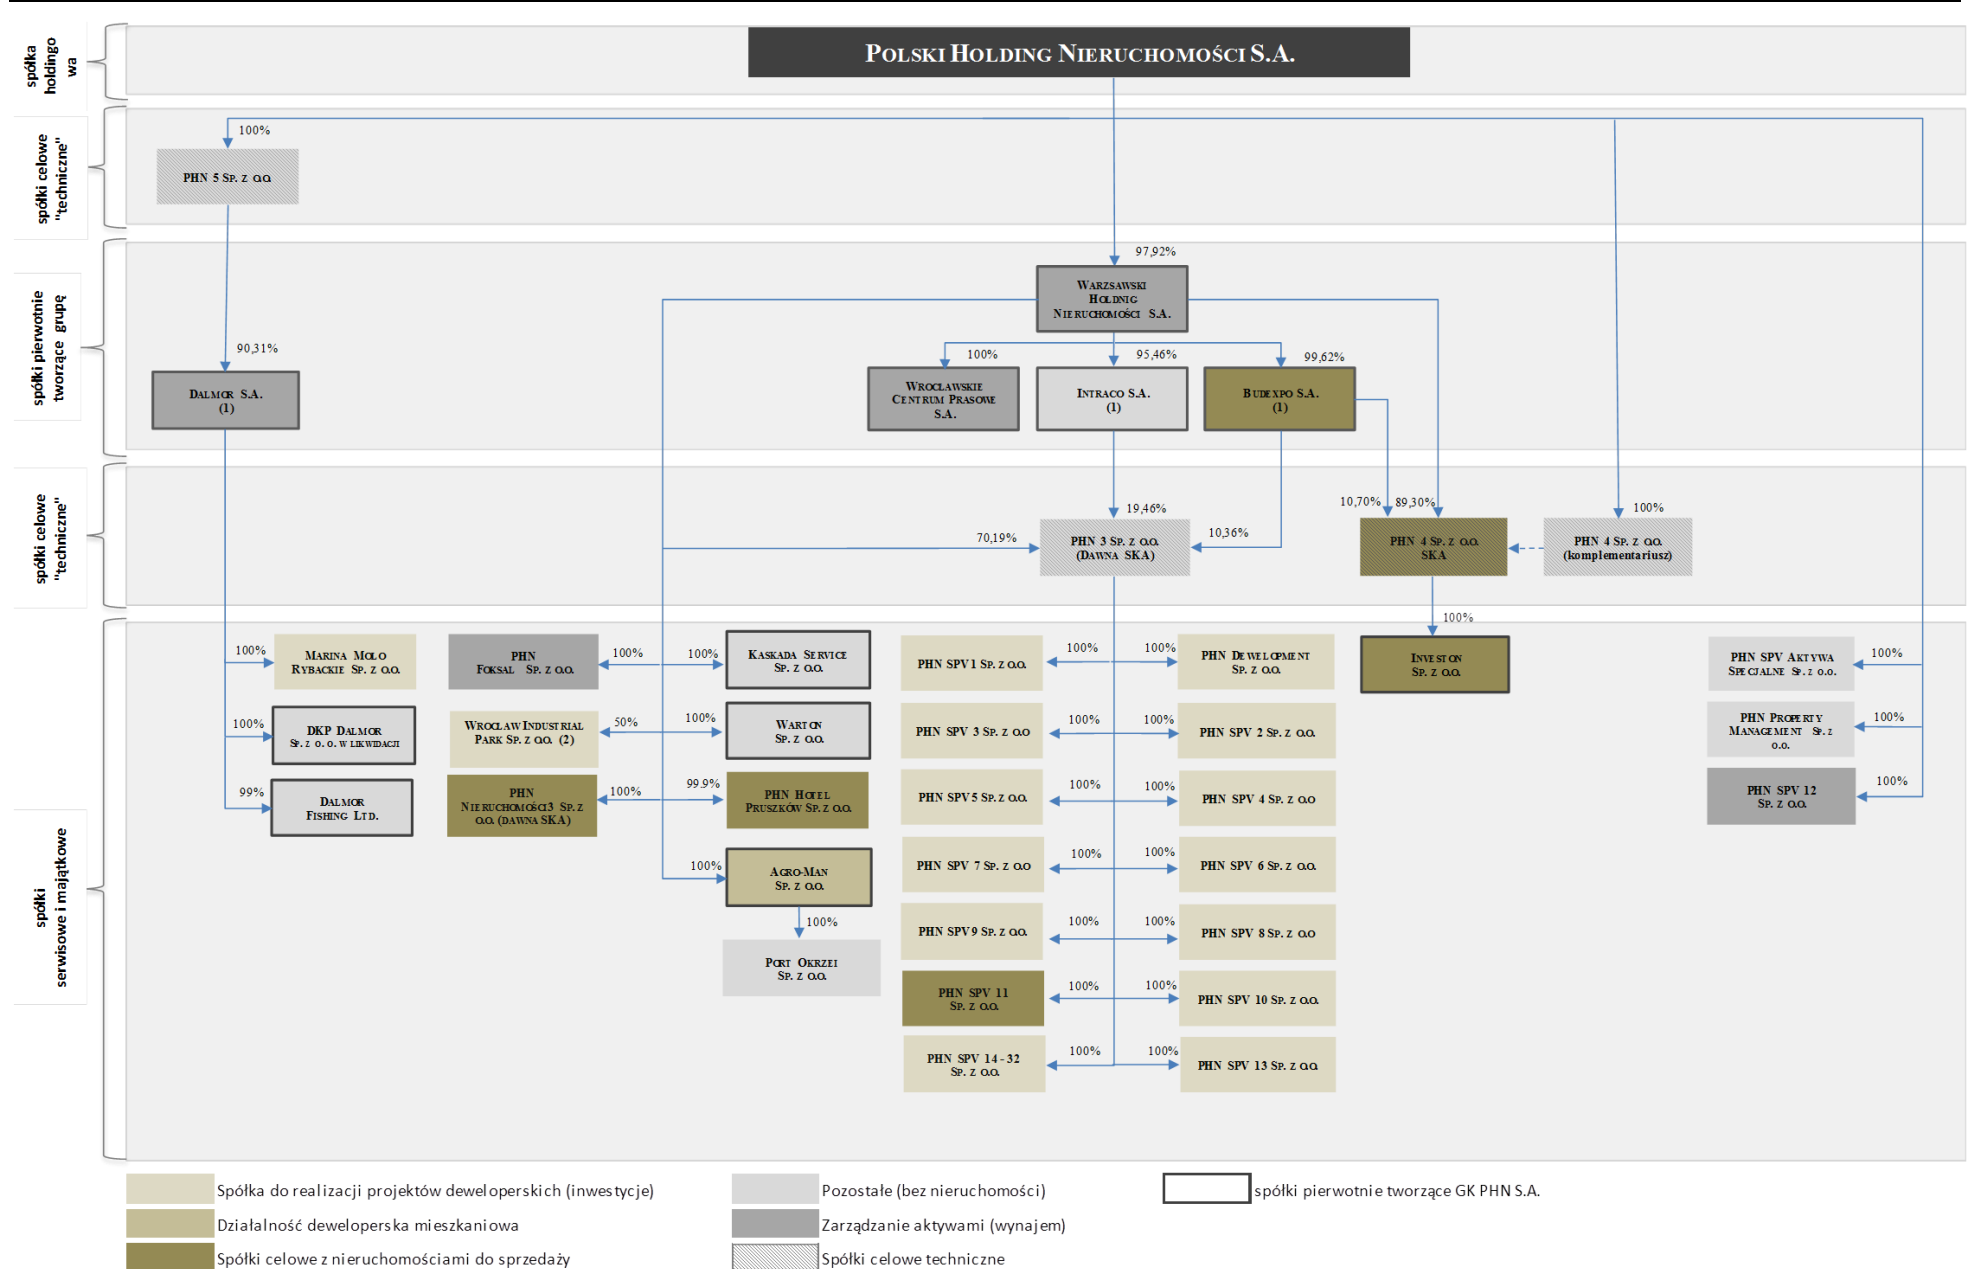 spółka
holdingo
wa
POLSKI HOLDING NIERUCHOMOŚCI S.A.
spółki celowe
"techniczne"
100%
PHN 5 SP. Z O.O.
spółki pierwotnie
tworzące grupę
97,92%
WARZSAWSKI
HOLDNIG
NIERUCHOMOŚCI S.A.
90,31%
DALMOR S.A.
(1)
100%
WROCLAWSKIE
CENTRUM PRASOWE
S.A.
95,46%
INTRACO S.A.
(1)
99,62%
BUDEXPO S.A.
(1)
spółki celowe
"techniczne"
70,19%
19,46%
PHN 3 SP. Z O.O.
(DAWNA SKA)
10,36%
10,70%
89,30%
PHN 4 SP. Z O.O.
SKA
100%
PHN 4 SP. Z O.O.
(komplementariusz)
spółki
serwisowe i majątkowe
100%
MARINA MOLO
RYBACKIE SP. Z O.O.
100%
DKP DALMOR
SP. Z O. O. W LIKWIDACJI
99%
DALMOR
FISHING LTD.
PHN
FOKSAL SP. Z O.O.
100%
WROCLAW INDUSTRIAL
PARK SP. Z O.O. (2)
50%
PHN
NIERUCHOMOŚCI3 SP. Z
O.O. (DAWNA SKA)
100%
100%
KASKADA SERVICE
SP. Z O.O.
100%
WARTON
SP. Z O.O.
99.9%
PHN HOTEL
PRUSZKÓW SP. Z O.O.
100%
AGRO-MAN
SP. Z O.O.
100%
PORT OKRZEI
SP. Z O.O.
PHN SPV 1 SP. Z O.O.
100%
100%
PHN DEWELOPMENT
SP. Z O.O.
PHN SPV 3 SP. Z O.O
100%
100%
PHN SPV 2 SP. Z O.O.
PHN SPV 5 SP. Z O.O.
100%
100%
PHN SPV 4 SP. Z O.O
PHN SPV 7 SP. Z O.O
100%
100%
PHN SPV 6 SP. Z O.O.
PHN SPV 9 SP. Z O.O.
100%
100%
PHN SPV 8 SP. Z O.O
PHN SPV 11
SP. Z O.O.
100%
100%
PHN SPV 10 SP. Z O.O.
PHN SPV 14 - 32
SP. Z O.O.
100%
100%
PHN SPV 13 SP. Z O.O.
100%
INVESTON
SP. Z O.O.
PHN SPV AKTYWA
SPECJALNE SP. Z O.O.
100%
PHN PROPERTY
MANAGEMENT SP. Z
O.O.
100%
PHN SPV 12
SP. Z O.O.
100%
Spółka do realizacji projektów deweloperskich (inwestycje)
Działalność deweloperska mieszkaniowa
Spółki celowe z nieruchomościami do sprzedaży
Pozostałe (bez nieruchomości)
Zarządzanie aktywami (wynajem)
Spółki celowe techniczne
spółki pierwotnie tworzące GK PHN S.A.